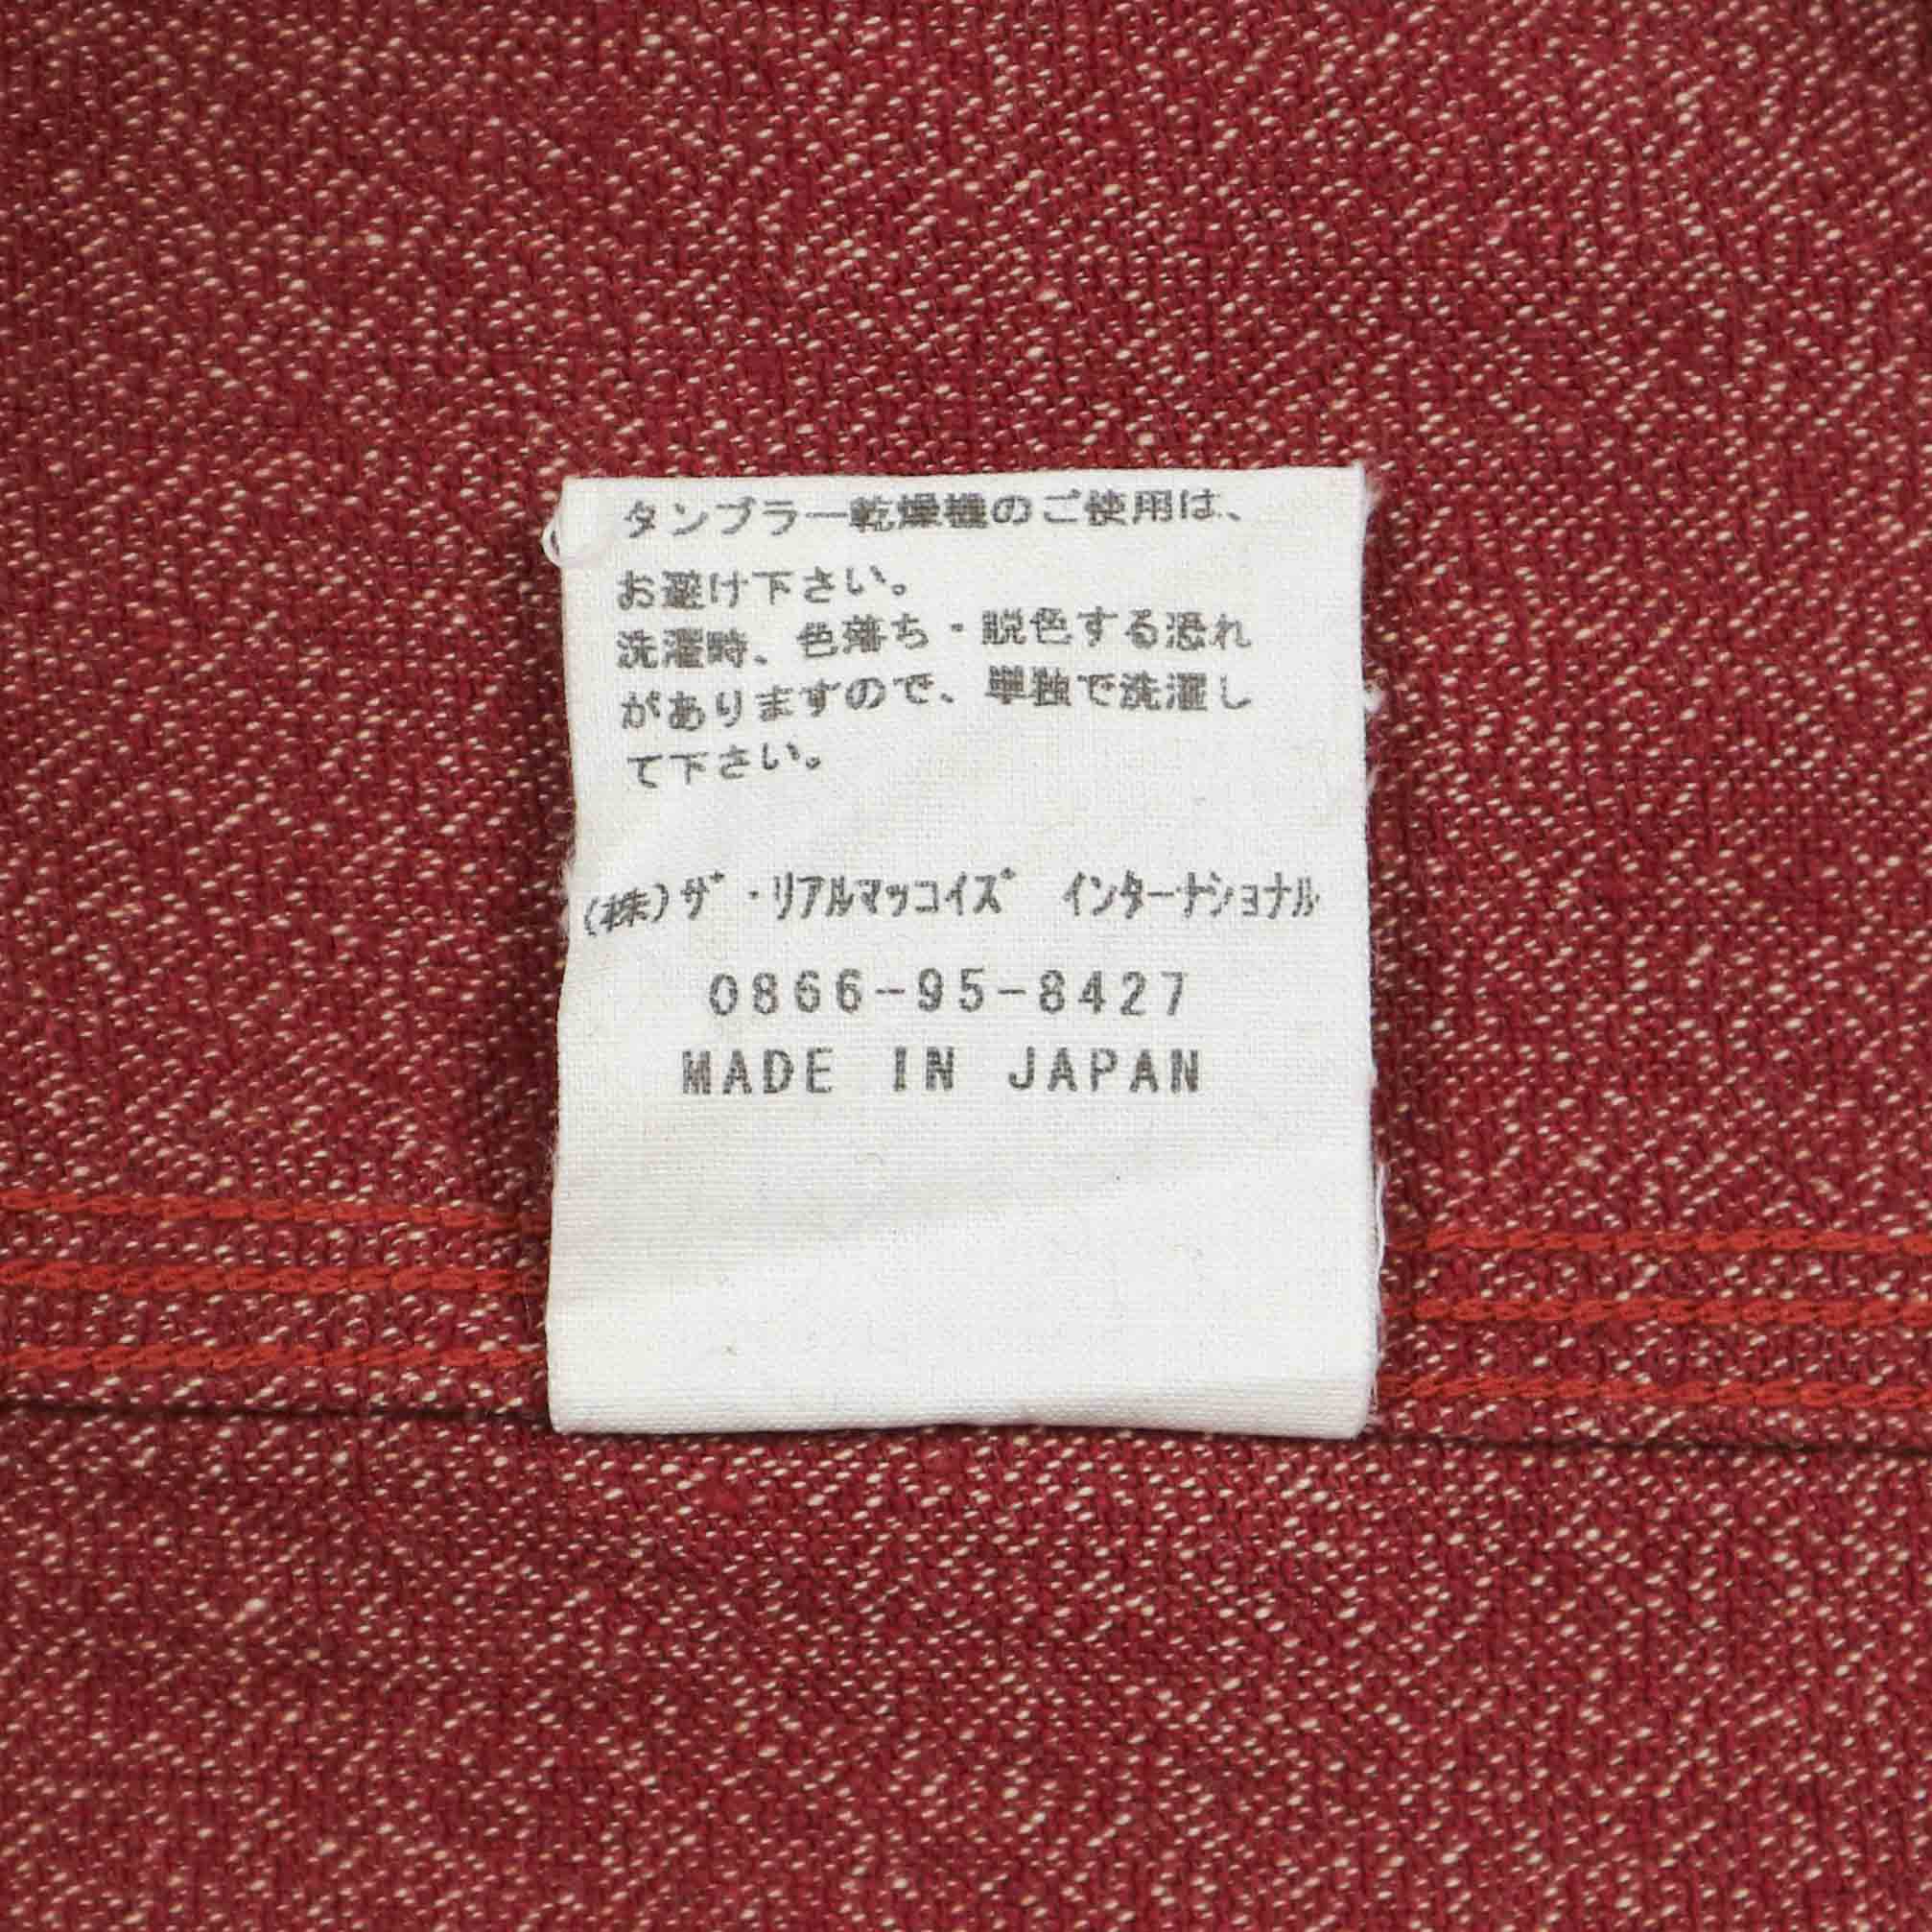 タンブラー乾燥機のご使用は、
お避け下さい。
洗濯時、色落ち・脱色する恐れ
がありますので、単独で洗濯し
て下さい。
(株)ザ・リアルマッコイズ インターナショナル
0866-95-8427
MADE IN JAPAN